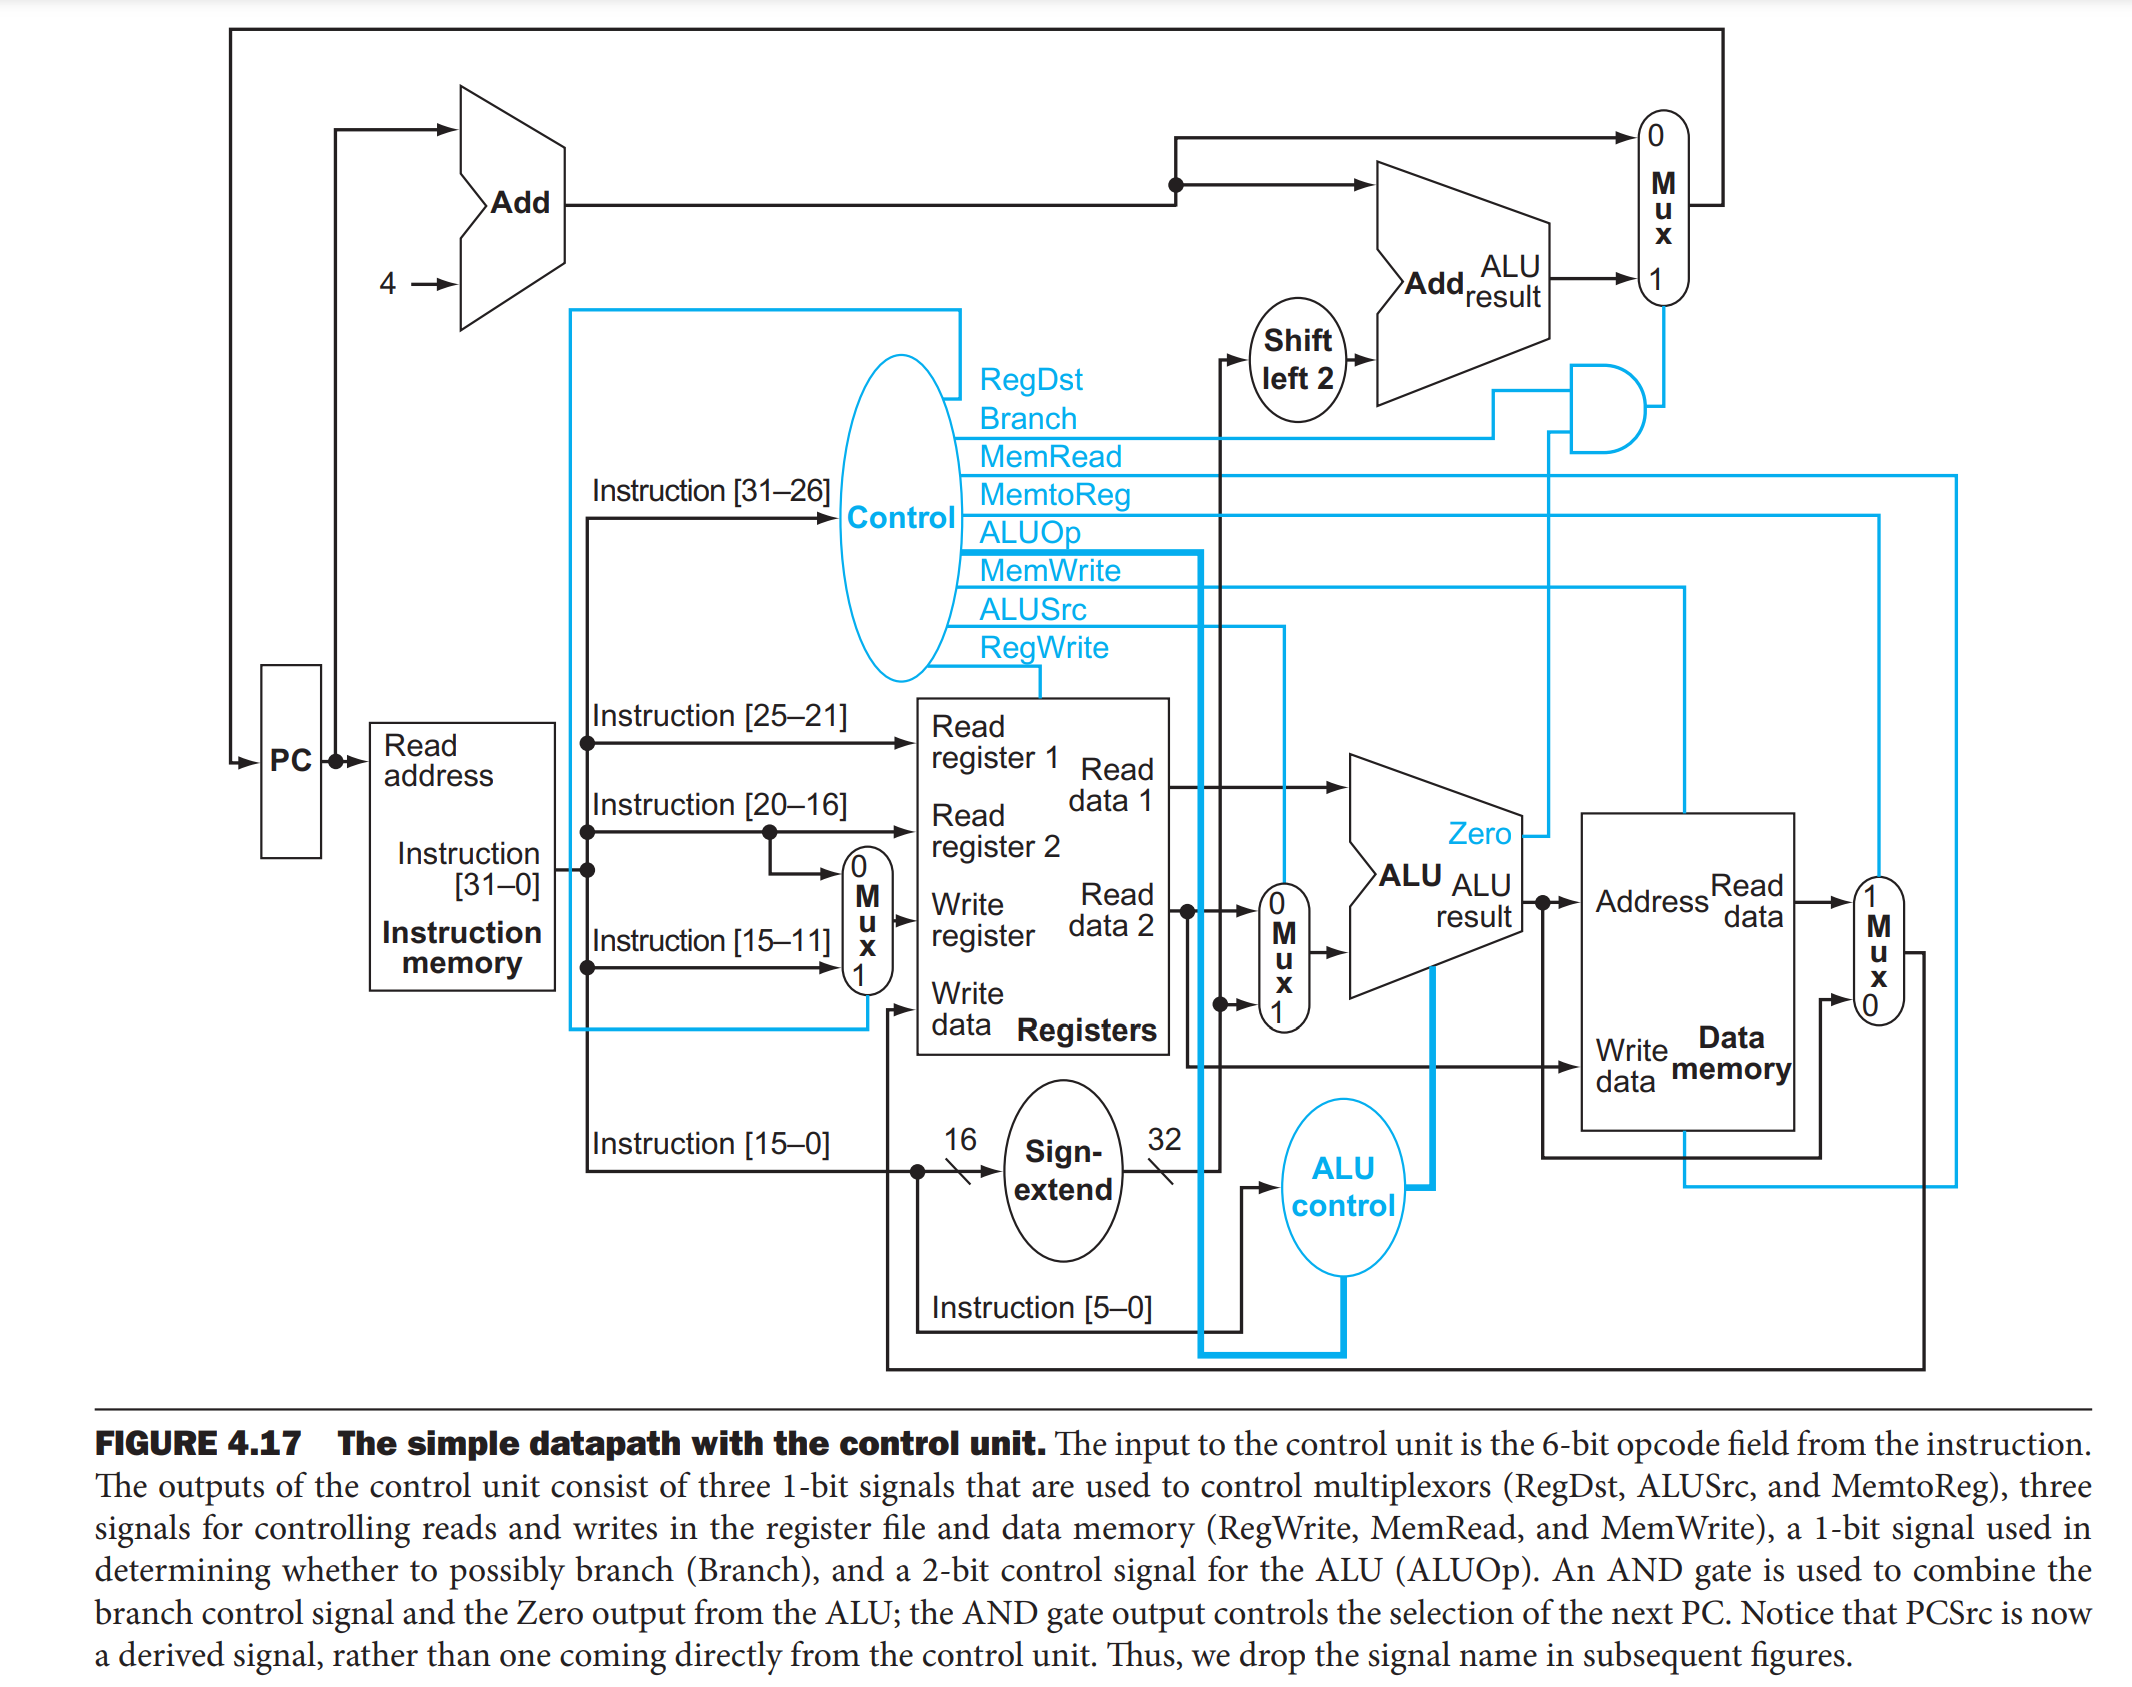 0
M
u
x
1
Add
4
Add
ALU
result
Shift
left 2
RegDst
Branch
MemRead
MemtoReg
ALUOp
MemWrite
ALUSrc
RegWrite
Instruction [31–26]
Control
PC
Read
address
Instruction
[31–0]
Instruction
memory
Instruction [25–21]
Instruction [20–16]
Instruction [15–11]
Instruction [15–0]
0
M
u
x
1
Read
register 1
Read
register 2
Write
register
Write
data
Read
data 1
Read
data 2
Registers
0
M
u
x
1
Zero
ALU
ALU
result
Address
Read
data
Write
data
Data
memory
1
M
u
x
0
16
Sign-
extend
32
ALU
control
Instruction [5–0]
FIGURE 4.17 The simple datapath with the control unit. The input to the control unit is the 6-bit opcode field from the instruction.
The outputs of the control unit consist of three 1-bit signals that are used to control multiplexors (RegDst, ALUSrc, and MemtoReg), three
signals for controlling reads and writes in the register file and data memory (RegWrite, MemRead, and MemWrite), a 1-bit signal used in
determining whether to possibly branch (Branch), and a 2-bit control signal for the ALU (ALUOp). An AND gate is used to combine the
branch control signal and the Zero output from the ALU; the AND gate output controls the selection of the next PC. Notice that PCSrc is now
a derived signal, rather than one coming directly from the control unit. Thus, we drop the signal name in subsequent figures.